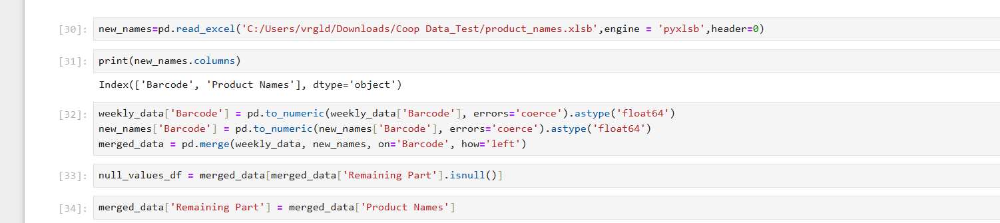 [30]: new_names=pd.read_excel('C:/Users/vrgld/Downloads/Coop Data_Test/product_names.xlsb',engine = 'pyxlsb',header=0)
[31]: print(new_names.columns)
Index(['Barcode', 'Product Names'], dtype='object')
[32]: weekly_data['Barcode'] = pd.to_numeric(weekly_data['Barcode'], errors='coerce').astype('float64')
new_names['Barcode'] = pd.to_numeric(new_names['Barcode'], errors='coerce').astype('float64')
merged_data = pd.merge(weekly_data, new_names, on='Barcode', how='left')
[33]: null_values_df = merged_data[merged_data['Remaining Part'].isnull()]
[34]: merged_data['Remaining Part'] = merged_data['Product Names']